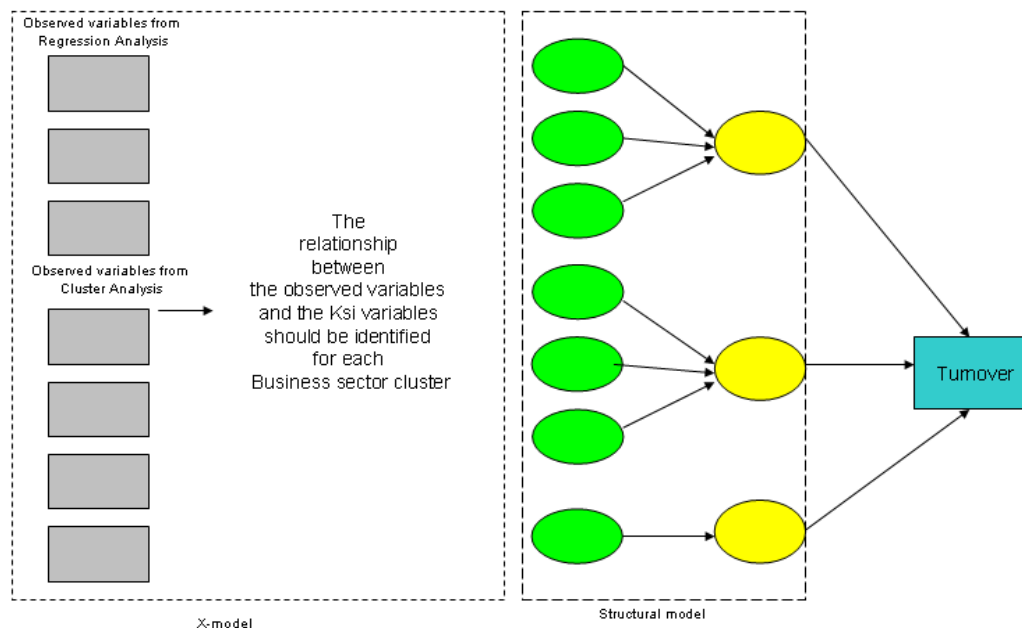 Observed variables from
Regression Analysis
Observed variables from
Cluster Analysis
The
relationship
between
the observed variables
and the Ksi variables
should be identified
for each
Business sector cluster
Turnover
X-model
Structural model